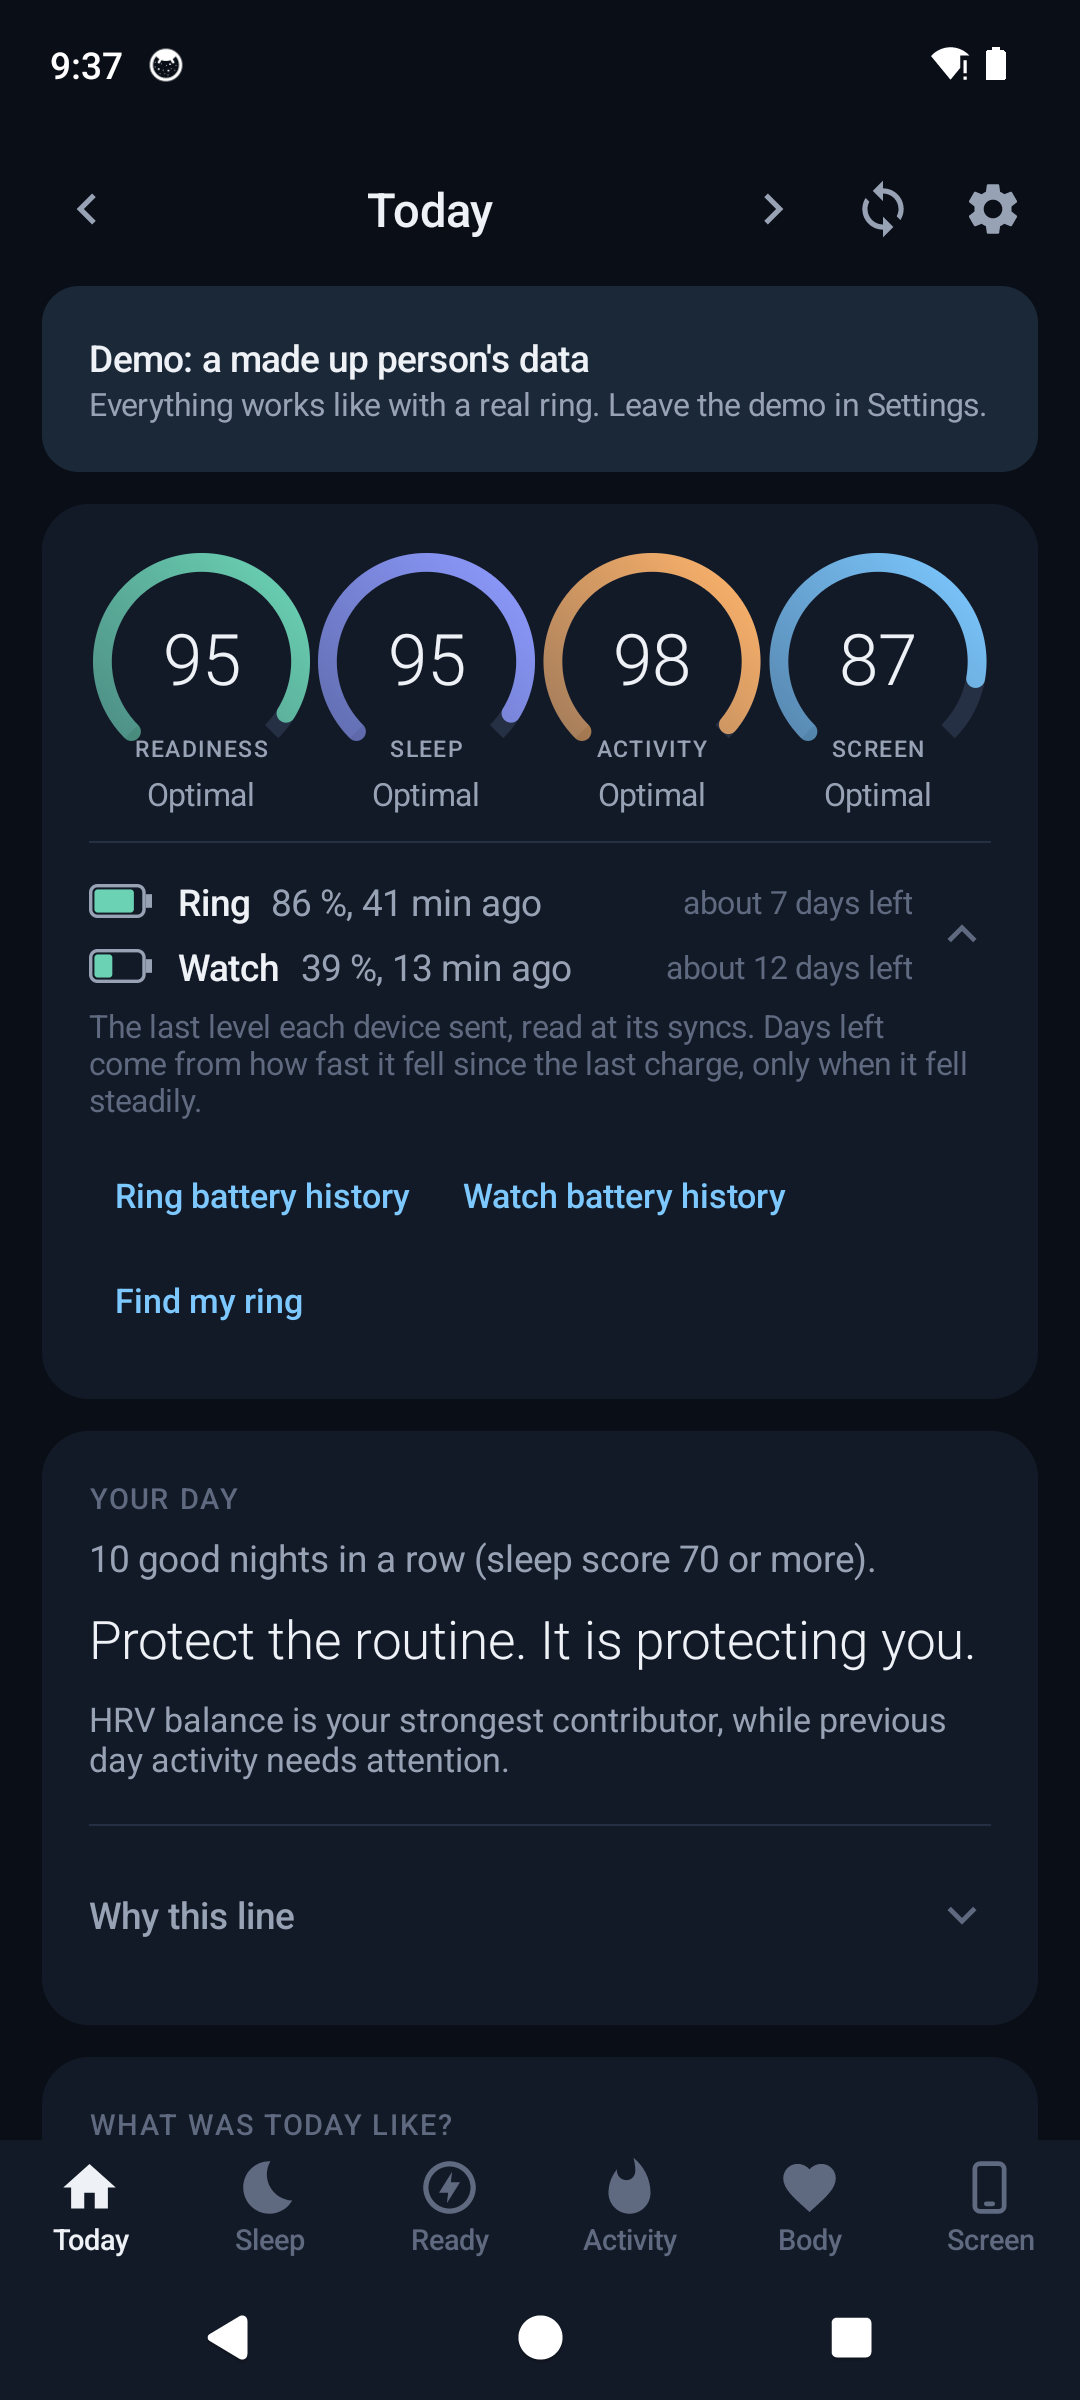 9:37
Today
Demo: a made up person's data
Everything works like with a real ring. Leave the demo in Settings.
95 95 98 87
READINESS SLEEP ACTIVITY SCREEN
Optimal Optimal Optimal Optimal
Ring 86 %, 41 min ago about 7 days left
Watch 39 %, 13 min ago about 12 days left
The last level each device sent, read at its syncs. Days left
come from how fast it fell since the last charge, only when it fell
steadily.
Ring battery history Watch battery history
Find my ring
YOUR DAY
10 good nights in a row (sleep score 70 or more).
Protect the routine. It is protecting you.
HRV balance is your strongest contributor, while previous
day activity needs attention.
Why this line
WHAT WAS TODAY LIKE?
Today Sleep Ready Activity Body Screen